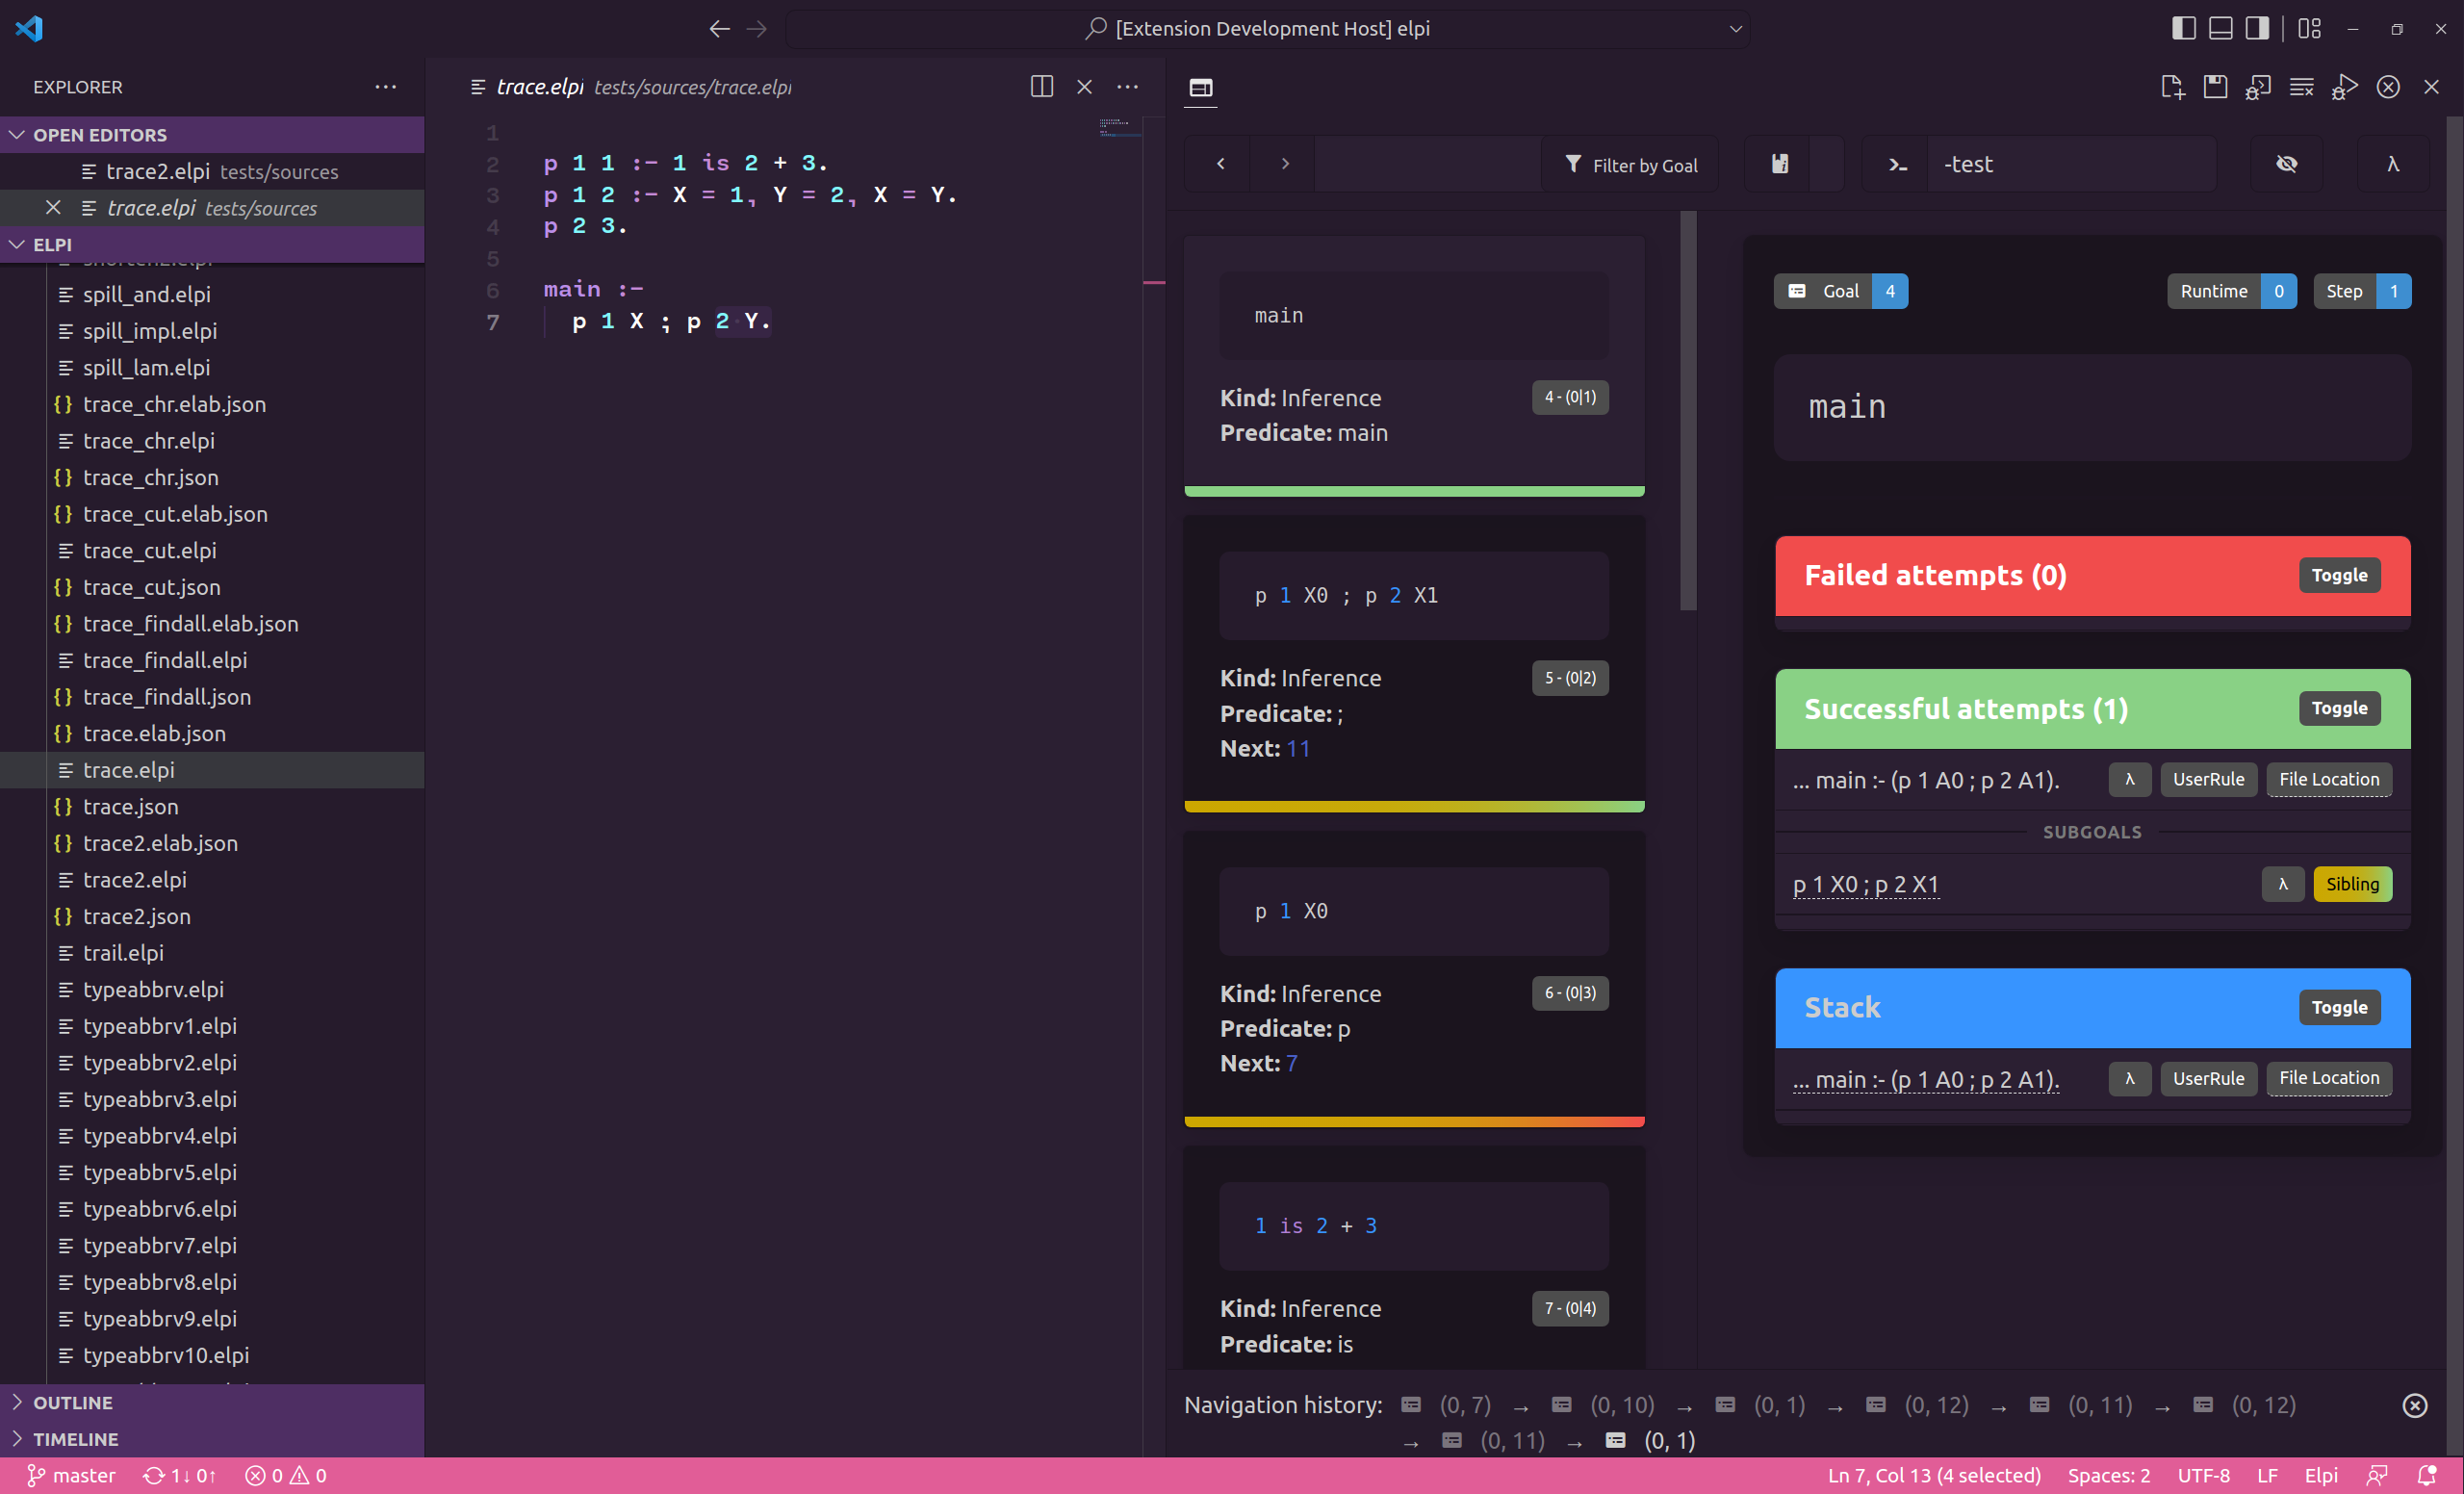 [Extension Development Host] elpi
EXPLORER
OPEN EDITORS
trace2.elpi tests/sources
trace.elpi tests/sources
ELPI
spill_and.elpi
spill_impl.elpi
spill_lam.elpi
{} trace_chr.elab.json
trace_chr.elpi
{} trace_chr.json
{} trace_cut.elab.json
trace_cut.elpi
{} trace_cut.json
{} trace_findall.elab.json
trace_findall.elpi
{} trace_findall.json
{} trace.elab.json
trace.elpi
{} trace.json
{} trace2.elab.json
trace2.elpi
{} trace2.json
trail.elpi
typeabbrv.elpi
typeabbrv1.elpi
typeabbrv2.elpi
typeabbrv3.elpi
typeabbrv4.elpi
typeabbrv5.elpi
typeabbrv6.elpi
typeabbrv7.elpi
typeabbrv8.elpi
typeabbrv9.elpi
typeabbrv10.elpi
OUTLINE
TIMELINE
trace.elpi tests/sources/trace.elpi
1
2 p 1 1 :- 1 is 2 + 3.
3 p 1 2 :- X = 1, Y = 2, X = Y.
4 p 2 3.
5
6 main :-
7 p 1 X ; p 2 Y.
Filter by Goal
-test
λ
main
Kind: Inference 4 - (0|1)
Predicate: main
p 1 X0 ; p 2 X1
Kind: Inference 5 - (0|2)
Predicate: ;
Next: 11
p 1 X0
Kind: Inference 6 - (0|3)
Predicate: p
Next: 7
1 is 2 + 3
Kind: Inference 7 - (0|4)
Predicate: is
Goal 4 Runtime 0 Step 1
main
Failed attempts (0) Toggle
Successful attempts (1) Toggle
... main :- (p 1 A0 ; p 2 A1). λ UserRule File Location
SUBGOALS
p 1 X0 ; p 2 X1 λ Sibling
Stack Toggle
... main :- (p 1 A0 ; p 2 A1). λ UserRule File Location
Navigation history: (0, 7) → (0, 10) → (0, 1) → (0, 12) → (0, 11) → (0, 12)
→ (0, 11) → (0, 1)
master 1↓ 0↑ 0 0 Ln 7, Col 13 (4 selected) Spaces: 2 UTF-8 LF Elpi